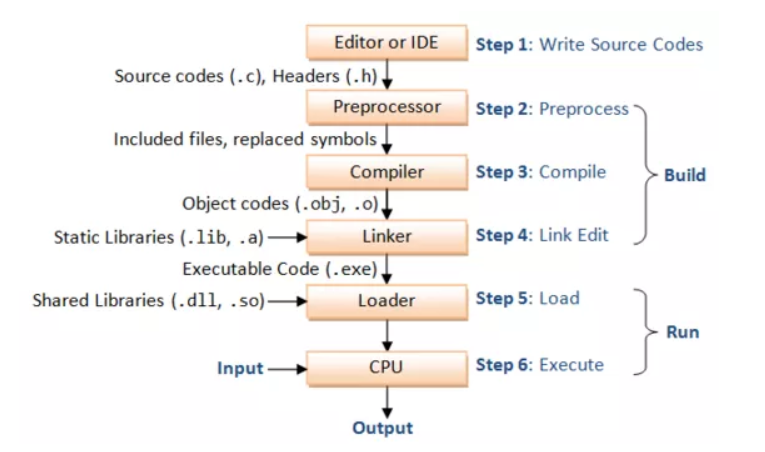 Editor or IDE
Step 1: Write Source Codes
Source codes (.c), Headers (.h)
Preprocessor
Step 2: Preprocess
Included files, replaced symbols
Compiler
Step 3: Compile
Build
Object codes (.obj, .o)
Static Libraries (.lib, .a)
Linker
Step 4: Link Edit
Executable Code (.exe)
Shared Libraries (.dll, .so)
Loader
Step 5: Load
Run
Input
CPU
Step 6: Execute
Output